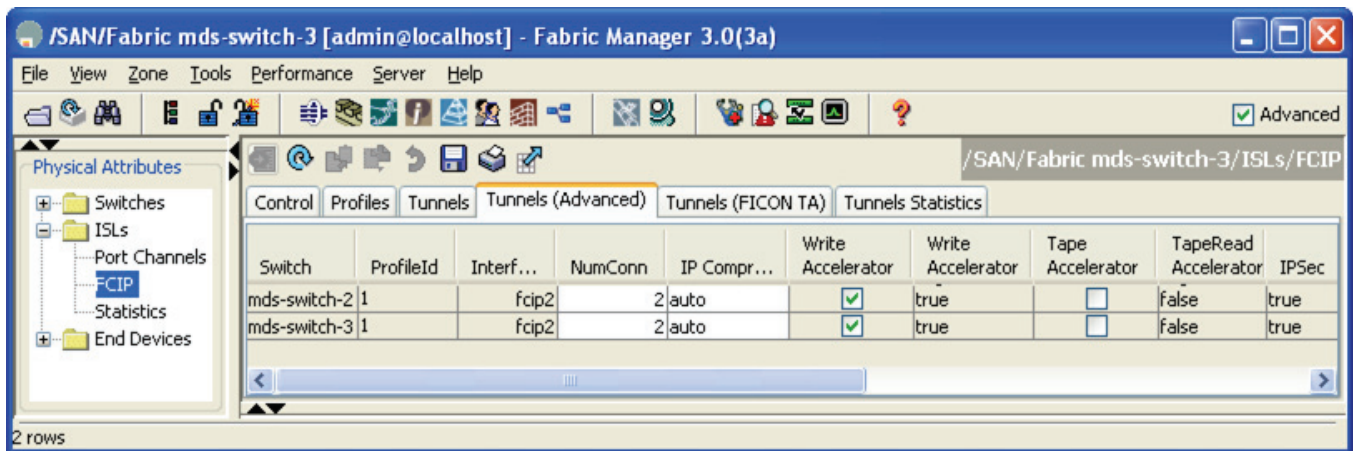 /SAN/Fabric mds-switch-3 [admin@localhost] - Fabric Manager 3.0(3a)
File View Zone Tools Performance Server Help
Advanced
Physical Attributes
/SAN/Fabric mds-switch-3/ISLs/FCIP
Switches
ISLs
Port Channels
FCIP
Statistics
End Devices
Control Profiles Tunnels Tunnels (Advanced) Tunnels (FICON TA) Tunnels Statistics
Switch ProfileId Interf... NumConn IP Compr... Write Accelerator Write Accelerator Tape Accelerator TapeRead Accelerator IPSec
mds-switch-2 1 fcip2 2 auto true false true
mds-switch-3 1 fcip2 2 auto true false true
2 rows